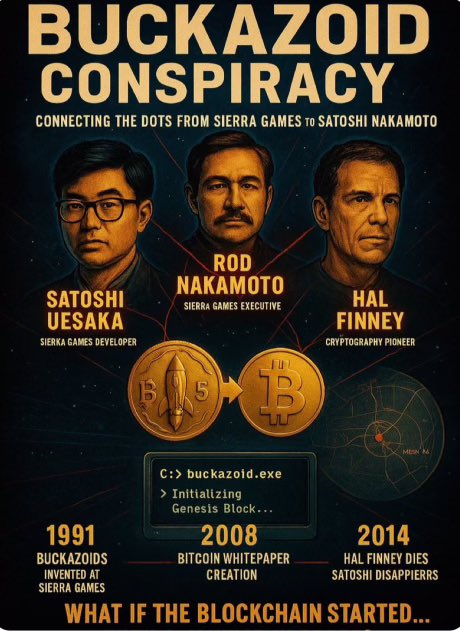 BUCKAZOID
CONSPIRACY
CONNECTING THE DOTS FROM SIERRA GAMES TO SATOSHI NAKAMOTO
SATOSHI
UESAKA
SIERKA GAMES DEVELOPER
ROD
NAKAMOTO
SIERRA GAMES EXECUTIVE
HAL
FINNEY
CRYPTOGRAPHY PIONEER
B 5
C:> buckazoid.exe
> Initializing
Genesis Block...
1991
BUCKAZOIDS
INVENTED AT
SIERRA GAMES
2008
BITCOIN WHITEPAPER
CREATION
2014
HAL FINNEY DIES
SATOSHI DISAPPIERRS
WHAT IF THE BLOCKCHAIN STARTED...